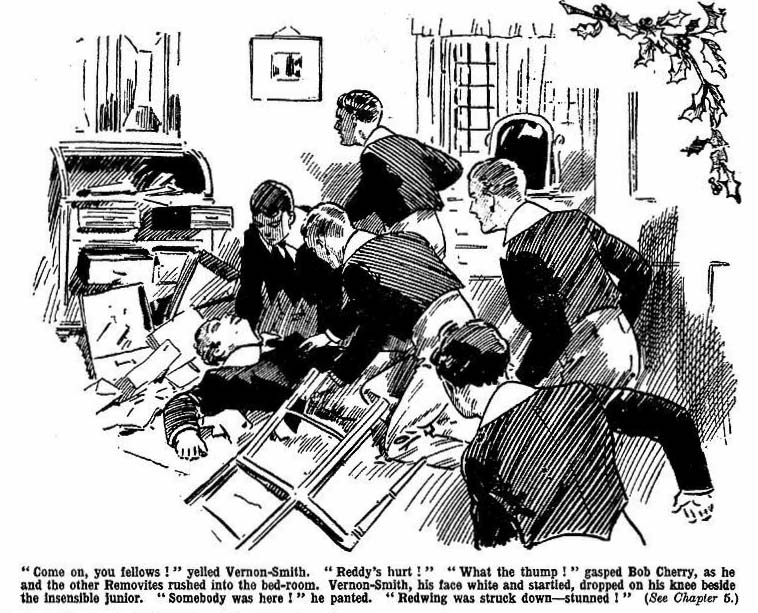 "Come on, you fellows!" yelled Vernon-Smith. "Reddy's hurt!" "What the thump!" gasped Bob Cherry, as he
and the other Removites rushed into the bed-room. Vernon-Smith, his face white and startled, dropped on his knee beside
the insensible junior. "Somebody was here!" he panted. "Redwing was struck down—stunned!" (See Chapter 5.)